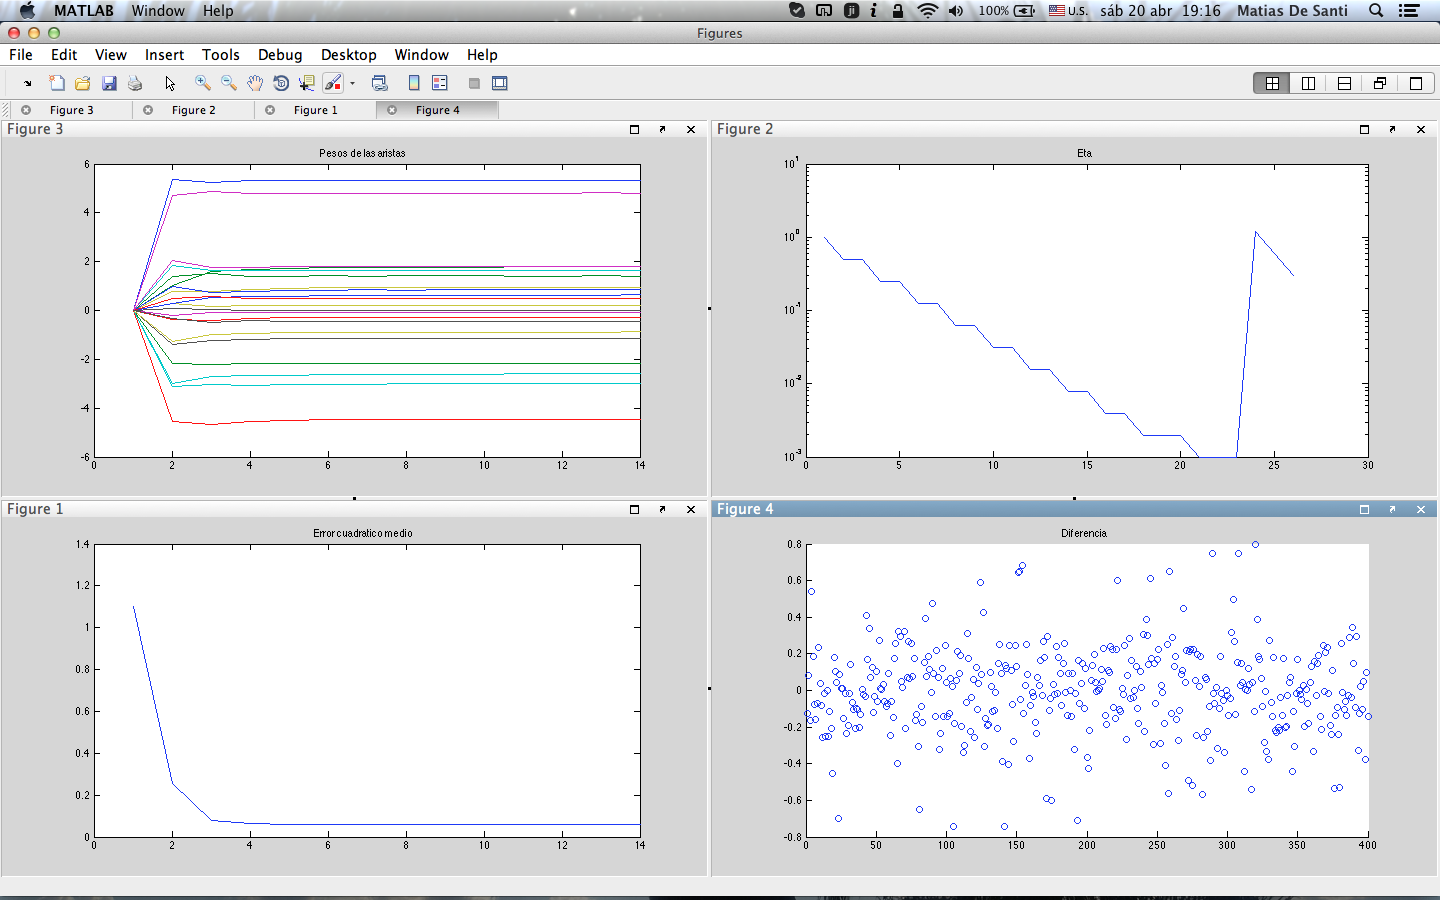 MATLAB Window Help 100% U.S. sáb 20 abr 19:16 Matias De Santi
Figures
File Edit View Insert Tools Debug Desktop Window Help
Figure 3 Figure 2 Figure 1 Figure 4
Figure 3
Pesos de las aristas
6
4
2
0
-2
-4
-6
0 2 4 6 8 10 12 14
Figure 2
Eta
10^1
10^0
10^-1
10^-2
10^-3
0 5 10 15 20 25 30
Figure 1
Error cuadratico medio
1.4
1.2
1
0.8
0.6
0.4
0.2
0
0 2 4 6 8 10 12 14
Figure 4
Diferencia
0.8
0.6
0.4
0.2
0
-0.2
-0.4
-0.6
-0.8
0 50 100 150 200 250 300 350 400